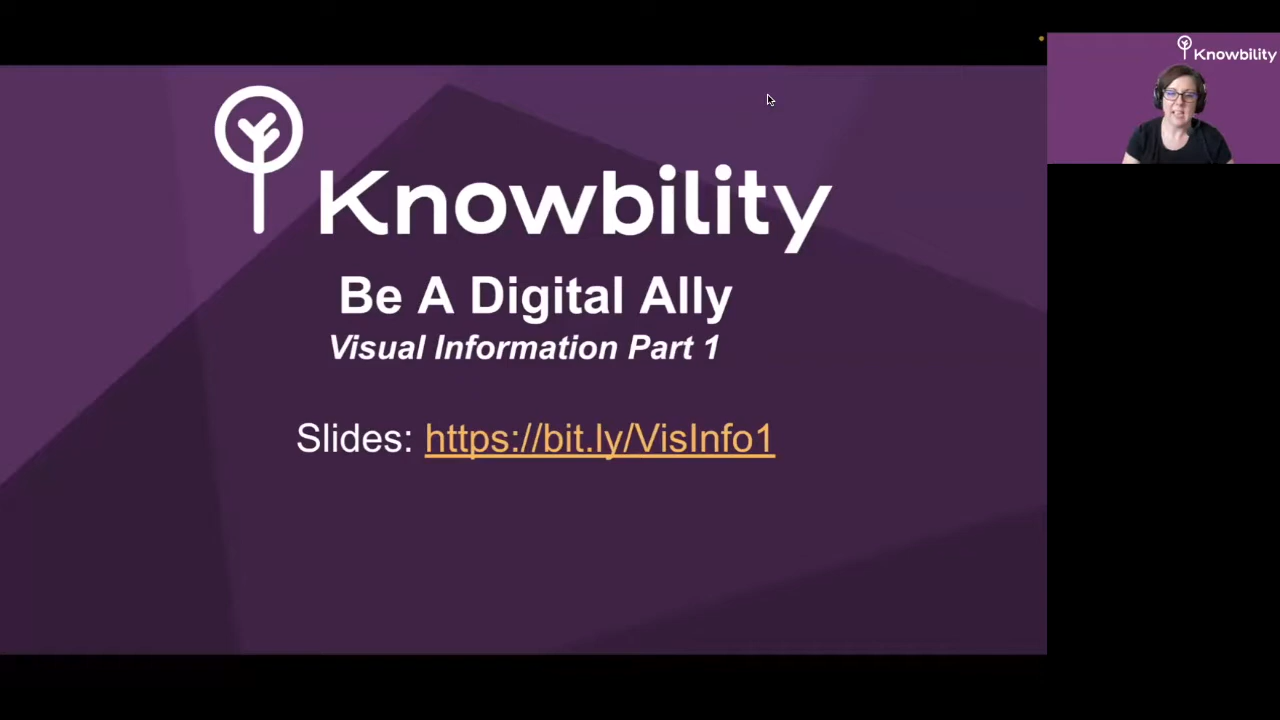 Knowbility
Be A Digital Ally
Visual Information Part 1
Slides: https://bit.ly/VisInfo1
Knowbility